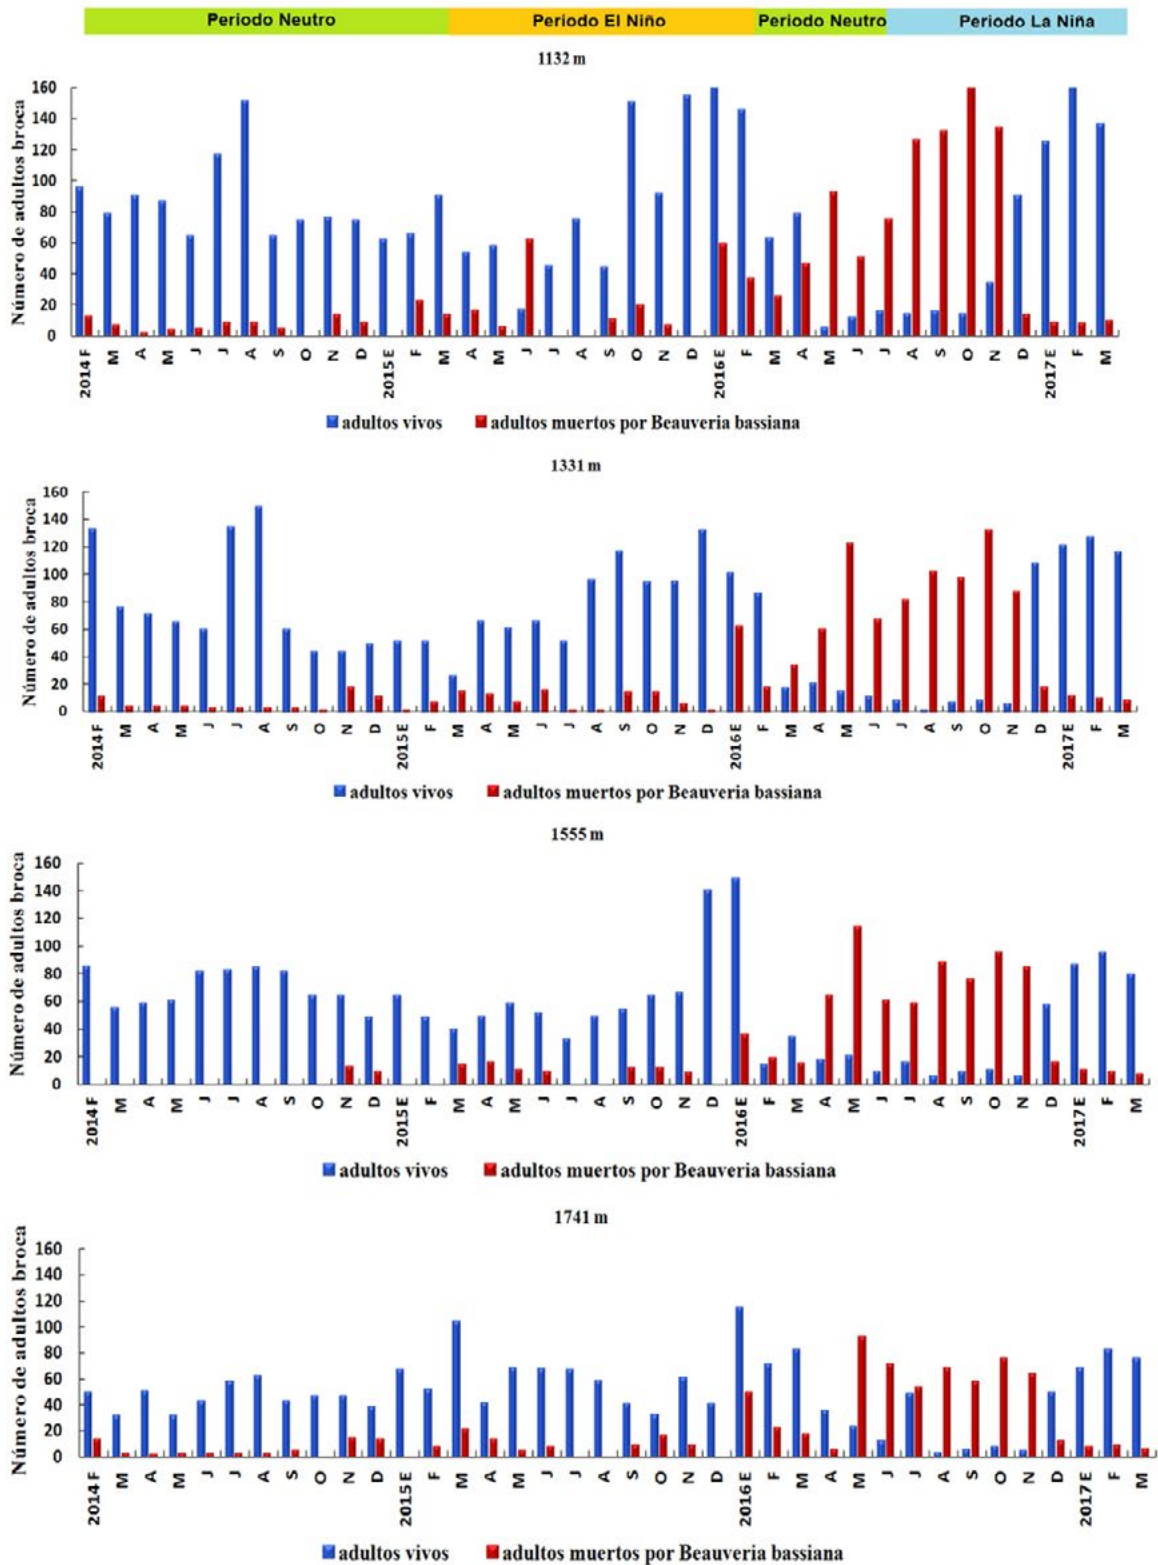 Periodo Neutro Periodo El Niño Periodo Neutro Periodo La Niña
1132 m
Número de adultos broca
160
140
120
100
80
60
40
20
0
2014 F M A M J J A S O N D 2015 E F M A M J J A S O N D 2016 E F M A M J J A S O N D 2017 E F M
adultos vivos adultos muertos por Beauveria bassiana
1331 m
Número de adultos broca
160
140
120
100
80
60
40
20
0
2014 F M A M J J A S O N D 2015 E F M A M J J A S O N D 2016 E F M A M J J A S O N D 2017 E F M
adultos vivos adultos muertos por Beauveria bassiana
1555 m
Número de adultos broca
160
140
120
100
80
60
40
20
0
2014 F M A M J J A S O N D 2015 E F M A M J J A S O N D 2016 E F M A M J J A S O N D 2017 E F M
adultos vivos adultos muertos por Beauveria bassiana
1741 m
Número de adultos broca
160
140
120
100
80
60
40
20
0
2014 F M A M J J A S O N D 2015 E F M A M J J A S O N D 2016 E F M A M J J A S O N D 2017 E F M
adultos vivos adultos muertos por Beauveria bassiana